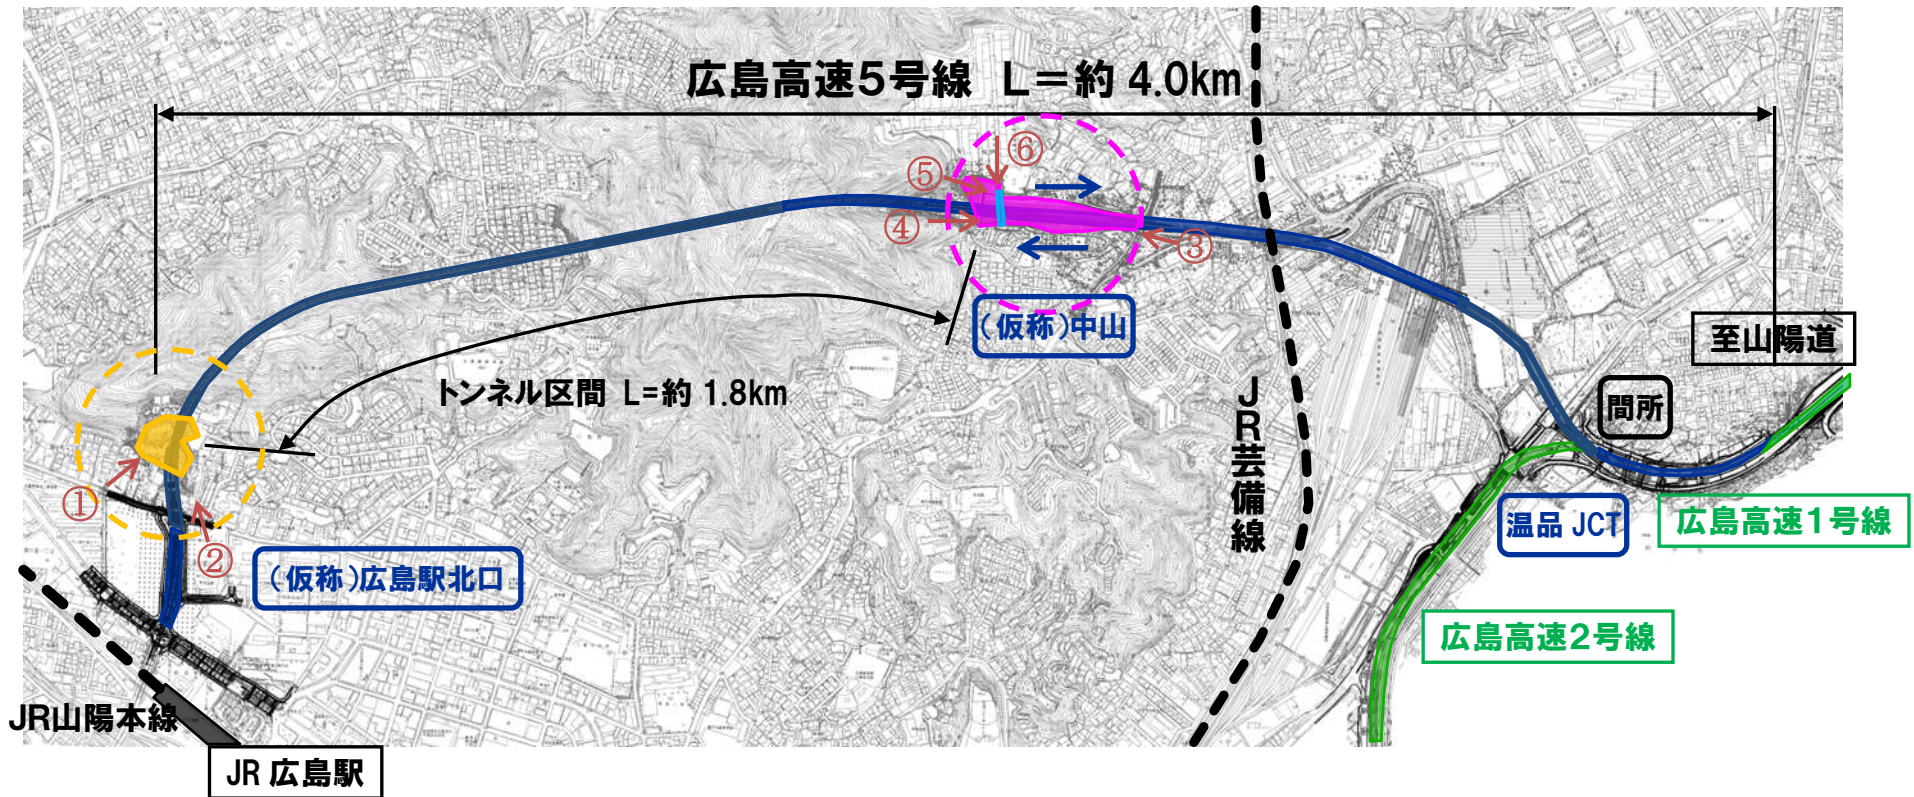 広島高速5号線 L=約 4.0km
⑥
⑤
④
③
(仮称)中山
至山陽道
トンネル区間 L=約 1.8km
JR芸備線
間所
①
②
温品 JCT
広島高速1号線
(仮称)広島駅北口
広島高速2号線
JR山陽本線
JR 広島駅